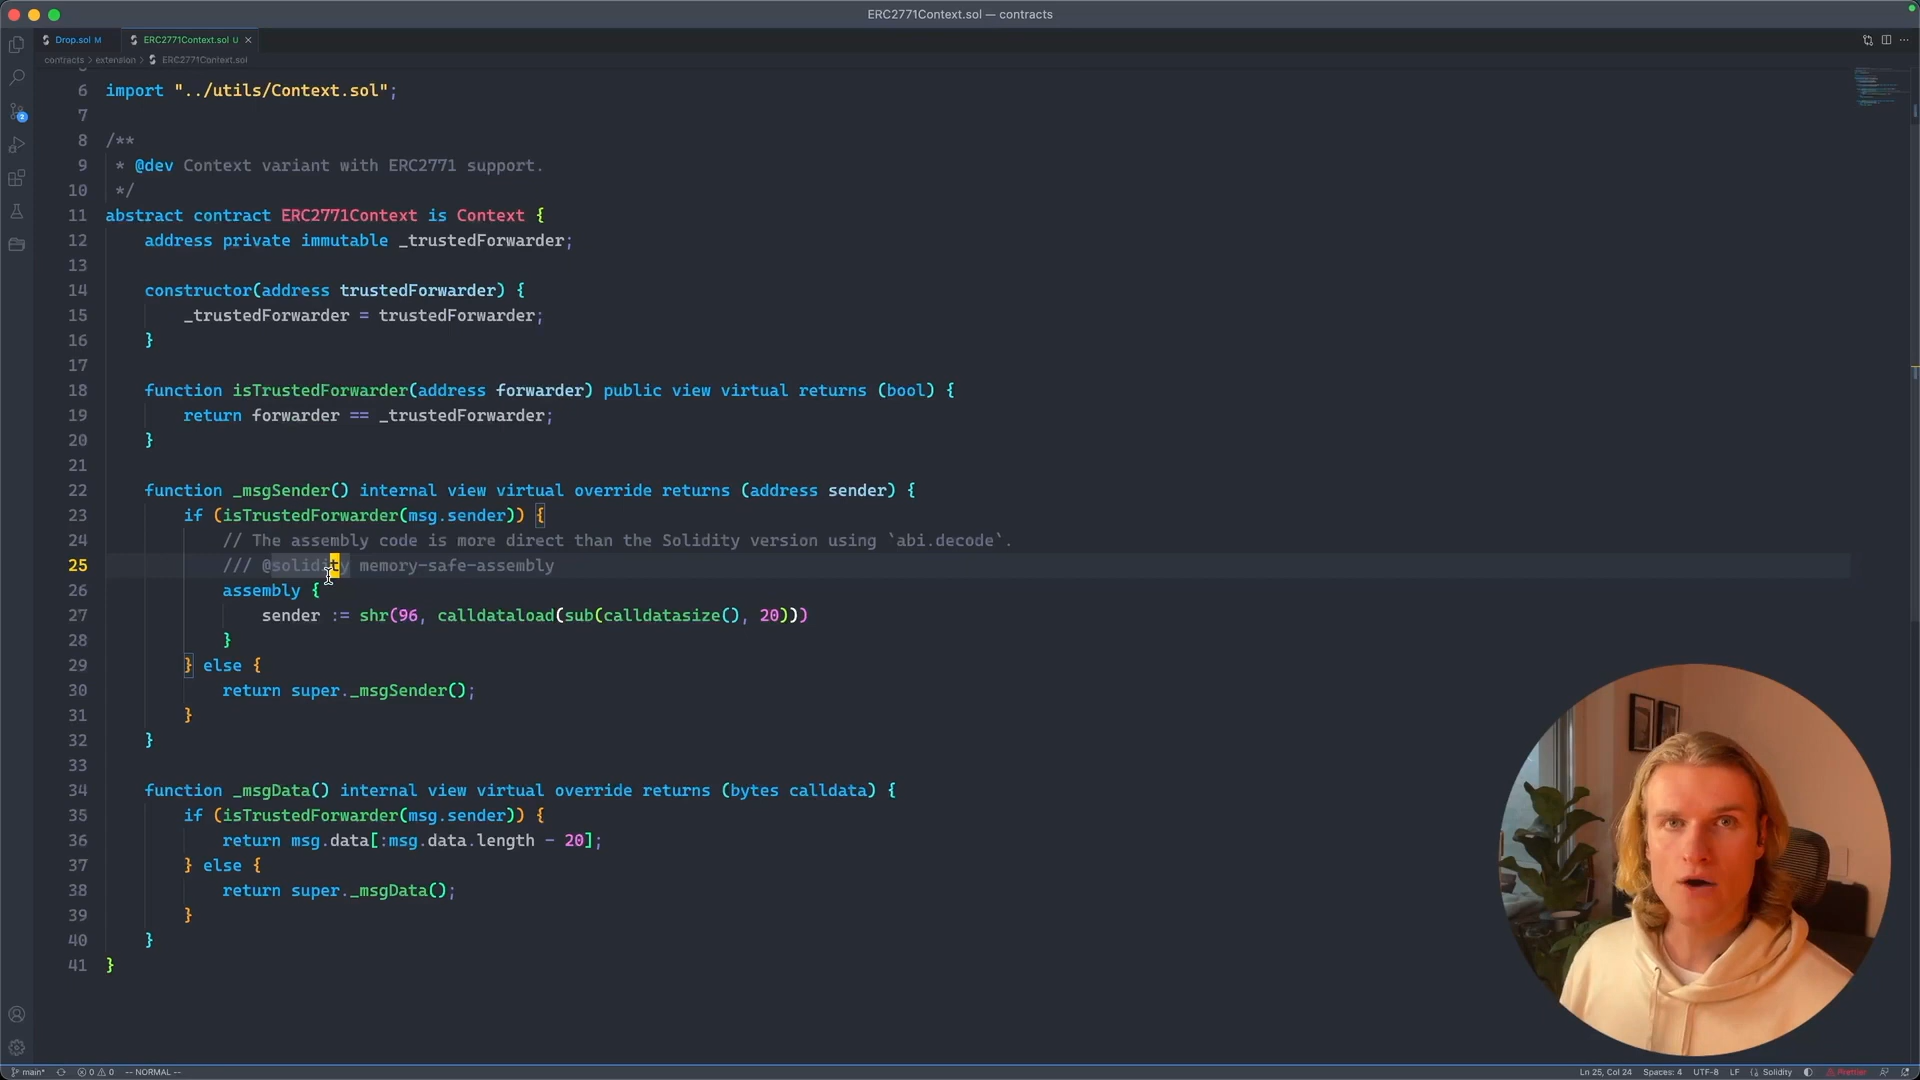 ERC2771Context.sol — contracts
Drop.sol M
ERC2771Context.sol U
contracts > extension > ERC2771Context.sol
6 import "../utils/Context.sol";
7
8 /**
9 * @dev Context variant with ERC2771 support.
10 */
11 abstract contract ERC2771Context is Context {
12 address private immutable _trustedForwarder;
13
14 constructor(address trustedForwarder) {
15 _trustedForwarder = trustedForwarder;
16 }
17
18 function isTrustedForwarder(address forwarder) public view virtual returns (bool) {
19 return forwarder == _trustedForwarder;
20 }
21
22 function _msgSender() internal view virtual override returns (address sender) {
23 if (isTrustedForwarder(msg.sender)) {
24 // The assembly code is more direct than the Solidity version using `abi.decode`.
25 /// @solidity memory-safe-assembly
26 assembly {
27 sender := shr(96, calldataload(sub(calldatasize(), 20)))
28 }
29 } else {
30 return super._msgSender();
31 }
32 }
33
34 function _msgData() internal view virtual override returns (bytes calldata) {
35 if (isTrustedForwarder(msg.sender)) {
36 return msg.data[:msg.data.length - 20];
37 } else {
38 return super._msgData();
39 }
40 }
41 }
2
main* 0 0 -- NORMAL --
Ln 25, Col 24 Spaces: 4 UTF-8 LF Solidity Prettier